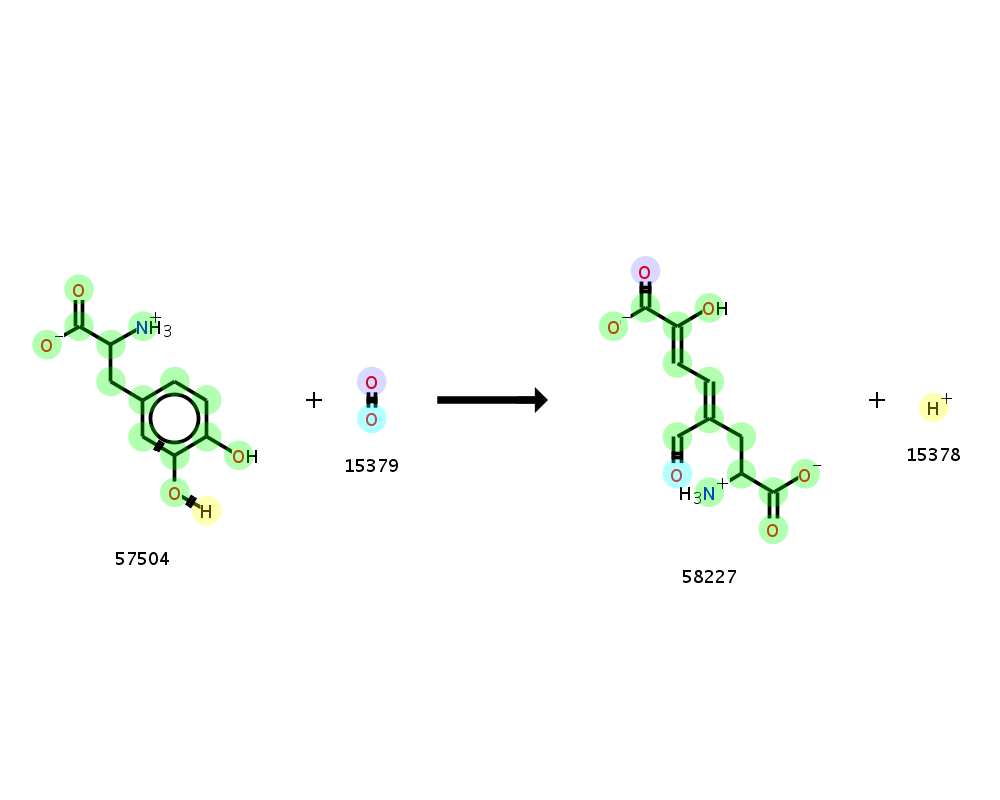 O
O⁻
NH₃⁺
OH
O
H
57504
+
O
O
15379
O
O⁻
OH
O
H₃N⁺
O⁻
O
58227
+
H⁺
15378